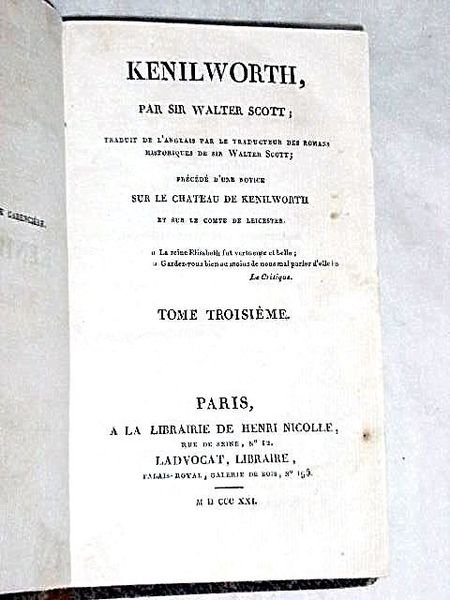 KENILWORTH,
PAR SIR WALTER SCOTT;
TRADUIT DE L'ANGLAIS PAR LE TRADUCTEUR DES ROMANS
HISTORIQUES DE SIR WALTER SCOTT;
PRÉCÉDÉ D'UNE NOTICE
SUR LE CHATEAU DE KENILWORTH
ET SUR LE COMTE DE LEICESTER.
« La reine Elisabeth fut vertueuse et belle;
» Gardez-vous bien au moins de nous mal parler d'elle! »
La Critique.
TOME TROISIÈME.
PARIS,
A LA LIBRAIRIE DE HENRI NICOLLE,
RUE DE SEINE, N° 12.
LADVOCAT, LIBRAIRE,
PALAIS-ROYAL, GALERIE DE BOIS, N° 195.
M D CCC XXI.